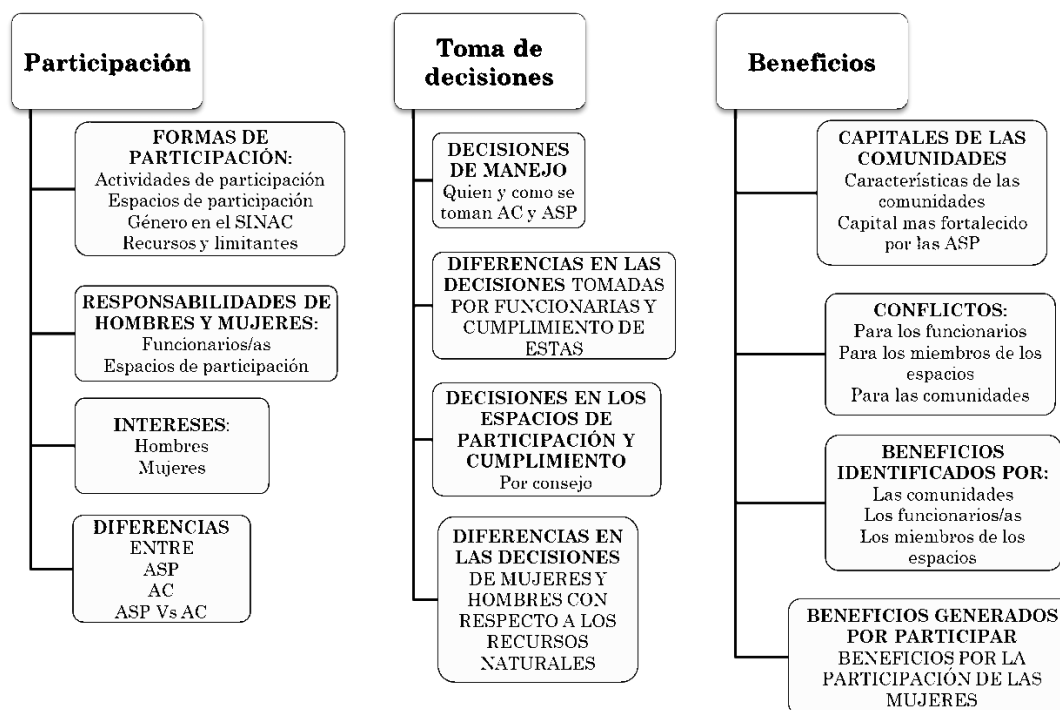 Participación
FORMAS DE
PARTICIPACIÓN:
Actividades de participación
Espacios de participación
Género en el SINAC
Recursos y limitantes
RESPONSABILIDADES DE
HOMBRES Y MUJERES:
Funcionarios/as
Espacios de participación
INTERESES:
Hombres
Mujeres
DIFERENCIAS
ENTRE
ASP
AC
ASP Vs AC
Toma de
decisiones
DECISIONES
DE MANEJO
Quien y como se
toman AC y ASP
DIFERENCIAS EN LAS
DECISIONES TOMADAS
POR FUNCIONARIAS Y
CUMPLIMIENTO DE
ESTAS
DECISIONES EN LOS
ESPACIOS DE
PARTICIPACIÓN Y
CUMPLIMIENTO
Por consejo
DIFERENCIAS EN
LAS DECISIONES
DE MUJERES Y
HOMBRES CON
RESPECTO A LOS
RECURSOS
NATURALES
Beneficios
CAPITALES DE LAS
COMUNIDADES
Características de las
comunidades
Capital mas fortalecido
por las ASP
CONFLICTOS:
Para los funcionarios
Para los miembros de los
espacios
Para las comunidades
BENEFICIOS
IDENTIFICADOS POR:
Las comunidades
Los funcionarios/as
Los miembros de los
espacios
BENEFICIOS GENERADOS
POR PARTICIPAR
BENEFICIOS POR LA
PARTICIPACIÓN DE LAS
MUJERES